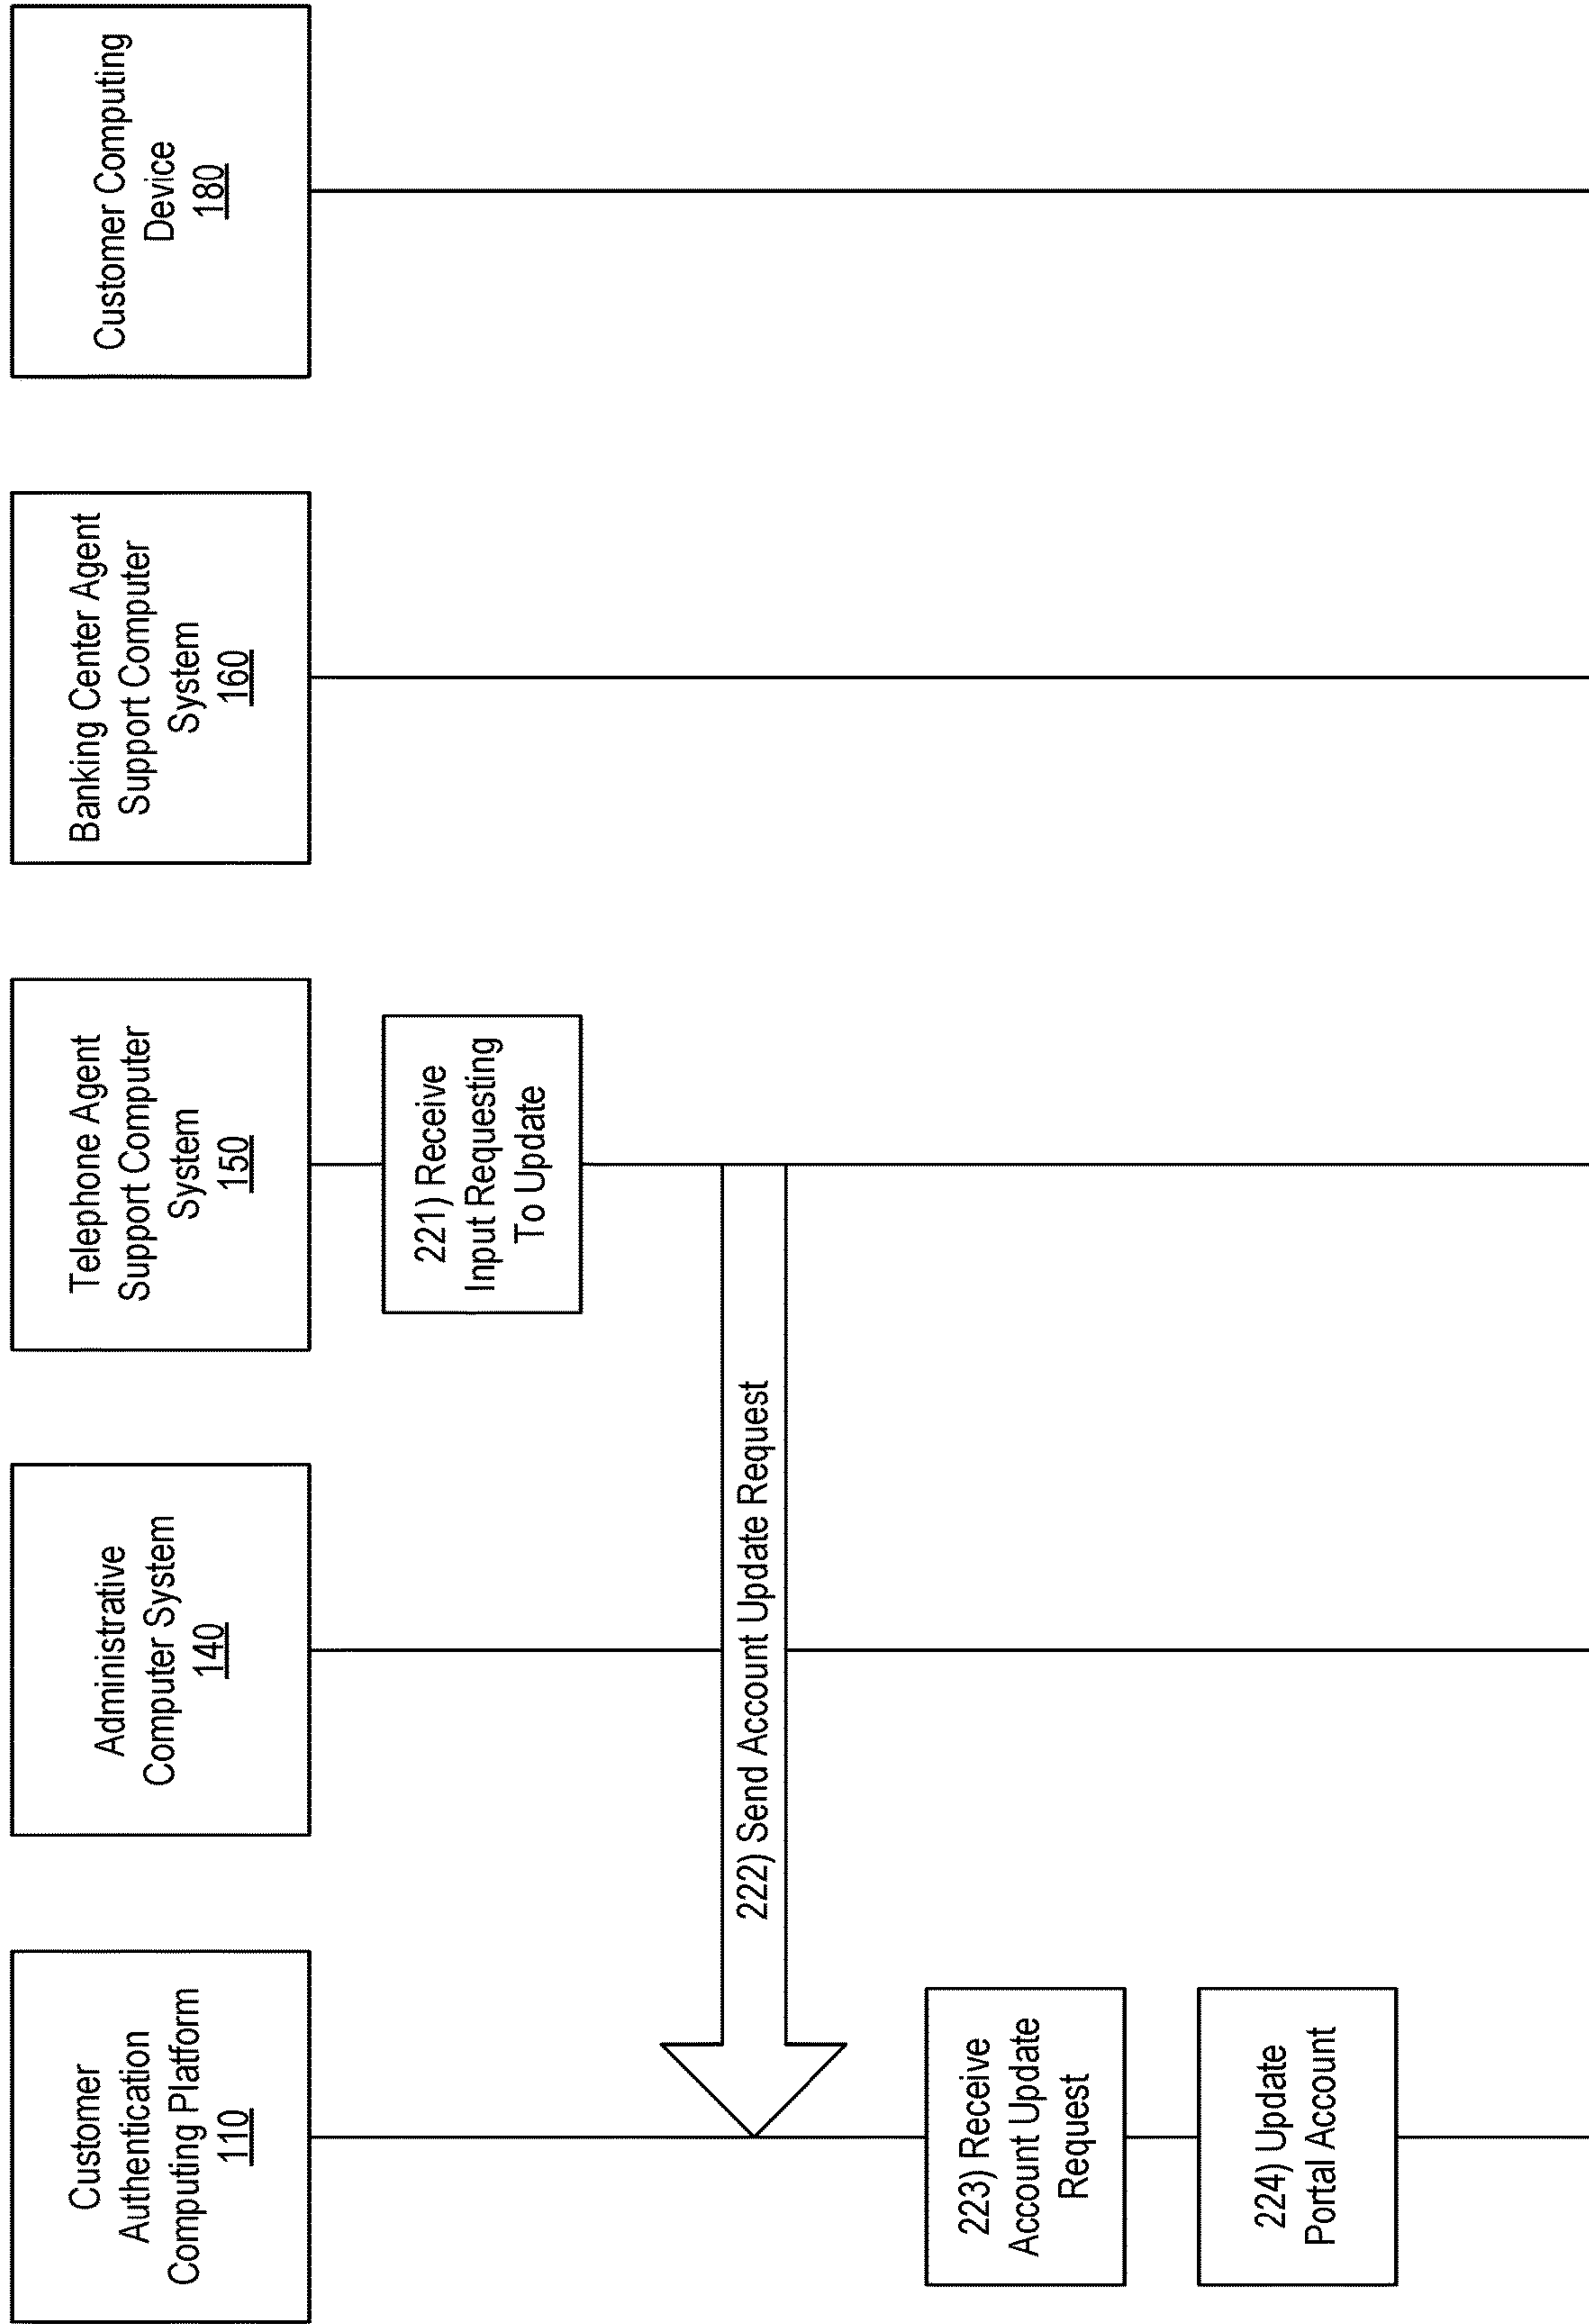 Customer
Authentication
Computing Platform
110
Administrative
Computer System
140
Telephone Agent
Support Computer
System
150
Banking Center Agent
Support Computer
System
160
Customer Computing
Device
180
221) Receive
Input Requesting
To Update
222) Send Account Update Request
223) Receive
Account Update
Request
224) Update
Portal Account